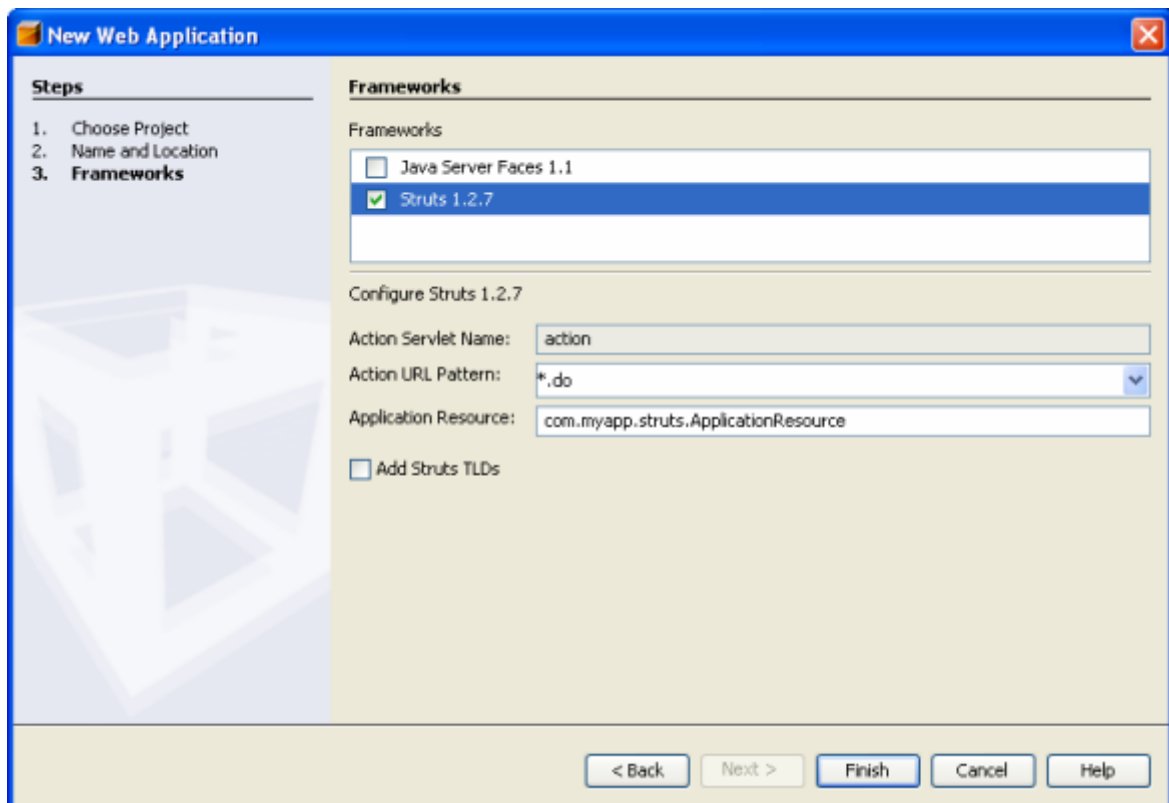 New Web Application
Steps
1. Choose Project
2. Name and Location
3. Frameworks
Frameworks
Frameworks
Java Server Faces 1.1
Struts 1.2.7
Configure Struts 1.2.7
Action Servlet Name: action
Action URL Pattern: *.do
Application Resource: com.myapp.struts.ApplicationResource
Add Struts TLDs
< Back Next > Finish Cancel Help